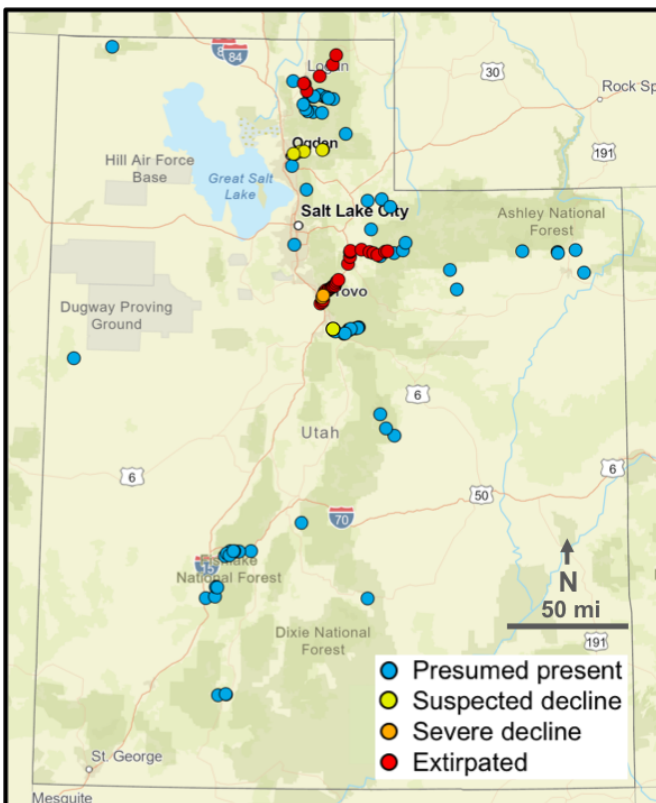 84
Logan
30
Rock Sp
191
Ogden
Hill Air Force
Base
Great Salt
Lake
Salt Lake City
Ashley National
Forest
Dugway Proving
Ground
rovo
6
Utah
6
50
6
70
15
Fishlake
National Forest
N
50 mi
Dixie National
Forest
191
Presumed present
Suspected decline
Severe decline
Extirpated
St. George
Mesquite